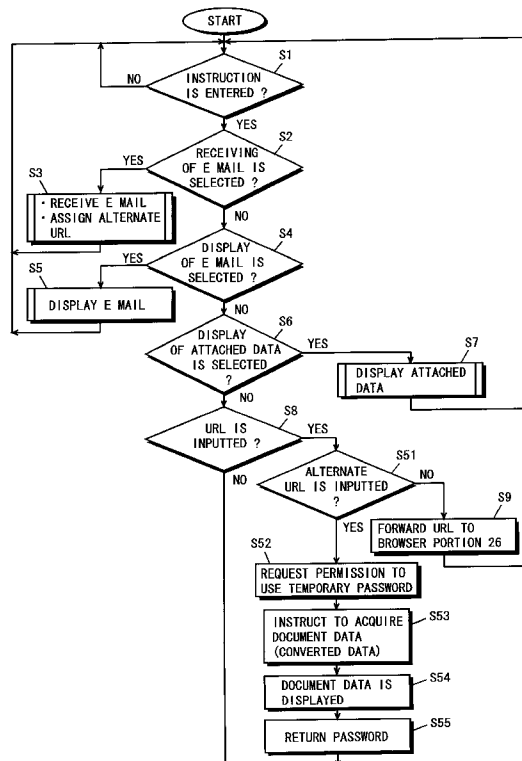 START
S1
INSTRUCTION
IS ENTERED ?
NO
YES
S2
RECEIVING
OF E MAIL IS
SELECTED ?
YES
NO
S3
・RECEIVE E MAIL
・ASSIGN ALTERNATE
URL
S4
DISPLAY
OF E MAIL IS
SELECTED ?
YES
NO
S5
DISPLAY E MAIL
S6
DISPLAY
OF ATTACHED DATA
IS SELECTED
?
YES
NO
S7
DISPLAY ATTACHED
DATA
S8
URL IS
INPUTTED ?
YES
NO
S51
ALTERNATE
URL IS INPUTTED
?
NO
YES
S9
FORWARD URL TO
BROWSER PORTION 26
S52
REQUEST PERMISSION TO
USE TEMPORARY PASSWORD
S53
INSTRUCT TO ACQUIRE
DOCUMENT DATA
(CONVERTED DATA)
S54
DOCUMENT DATA IS
DISPLAYED
S55
RETURN PASSWORD